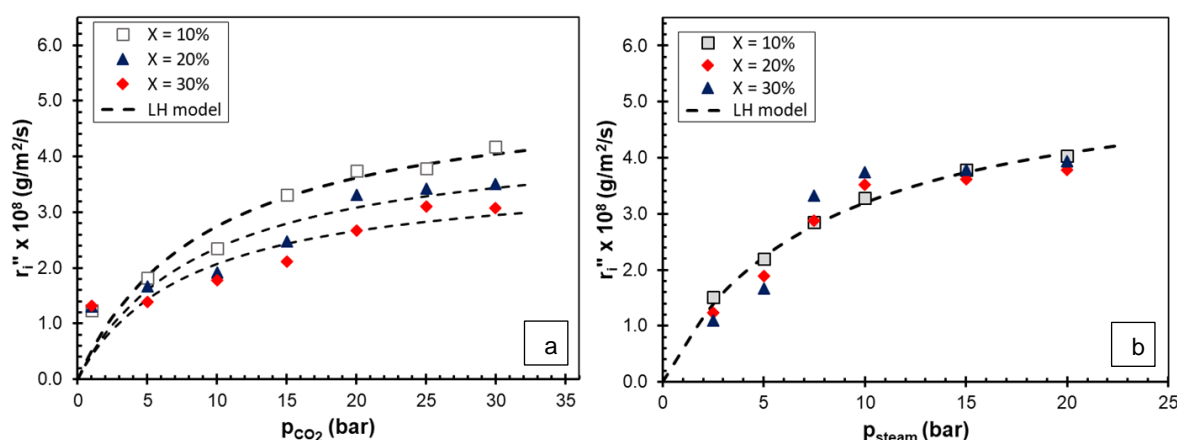 6.0
5.0
4.0
3.0
2.0
1.0
0.0
rᵢ" x 10⁸ (g/m²/s)
X = 10%
X = 20%
X = 30%
LH model
a
0 5 10 15 20 25 30 35
p_CO₂ (bar)
6.0
5.0
4.0
3.0
2.0
1.0
0.0
rᵢ" x 10⁸ (g/m²/s)
X = 10%
X = 20%
X = 30%
LH model
b
0 5 10 15 20 25
p_steam (bar)